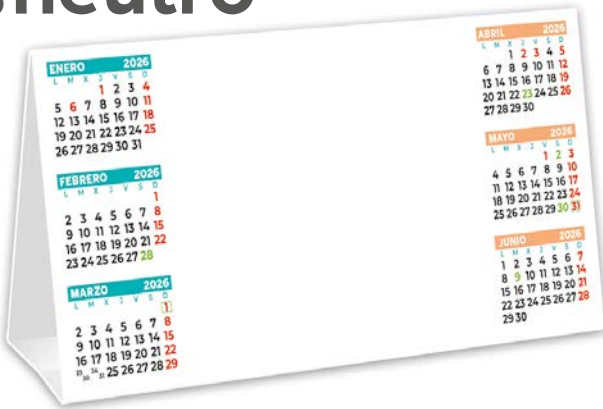 neutro
ENERO 2026
L M X J V S D
1 2 3 4
5 6 7 8 9 10 11
12 13 14 15 16 17 18
19 20 21 22 23 24 25
26 27 28 29 30 31
FEBRERO 2026
L M X J V S D
1
2 3 4 5 6 7 8
9 10 11 12 13 14 15
16 17 18 19 20 21 22
23 24 25 26 27 28
MARZO 2026
L M X J V S D
1
2 3 4 5 6 7 8
9 10 11 12 13 14 15
16 17 18 19 20 21 22
23 30 24 31 25 26 27 28 29
ABRIL 2026
L M X J V S D
1 2 3 4 5
6 7 8 9 10 11 12
13 14 15 16 17 18 19
20 21 22 23 24 25 26
27 28 29 30
MAYO 2026
L M X J V S D
1 2 3
4 5 6 7 8 9 10
11 12 13 14 15 16 17
18 19 20 21 22 23 24
25 26 27 28 29 30 31
JUNIO 2026
L M X J V S D
1 2 3 4 5 6 7
8 9 10 11 12 13 14
15 16 17 18 19 20 21
22 23 24 25 26 27 28
29 30